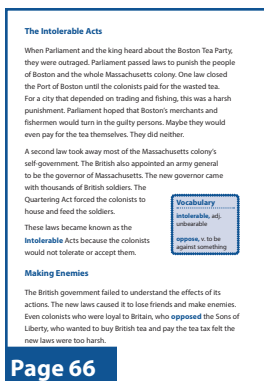 The Intolerable Acts
When Parliament and the king heard about the Boston Tea Party,
they were outraged. Parliament passed laws to punish the people
of Boston and the whole Massachusetts colony. One law closed
the Port of Boston until the colonists paid for the wasted tea.
For a city that depended on trading and fishing, this was a harsh
punishment. Parliament hoped that Boston's merchants and
fishermen would turn in the guilty persons. Maybe they would
even pay for the tea themselves. They did neither.
A second law took away most of the Massachusetts colony's
self-government. The British also appointed an army general
to be the governor of Massachusetts. The new governor came
with thousands of British soldiers. The
Quartering Act forced the colonists to
house and feed the soldiers.
These laws became known as the
Intolerable Acts because the colonists
would not tolerate or accept them.
Vocabulary
intolerable, adj.
unbearable
oppose, v. to be
against something
Making Enemies
The British government failed to understand the effects of its
actions. The new laws caused it to lose friends and make enemies.
Even colonists who were loyal to Britain, who opposed the Sons of
Liberty, who wanted to buy British tea and pay the tea tax felt the
new laws were too harsh.
Page 66